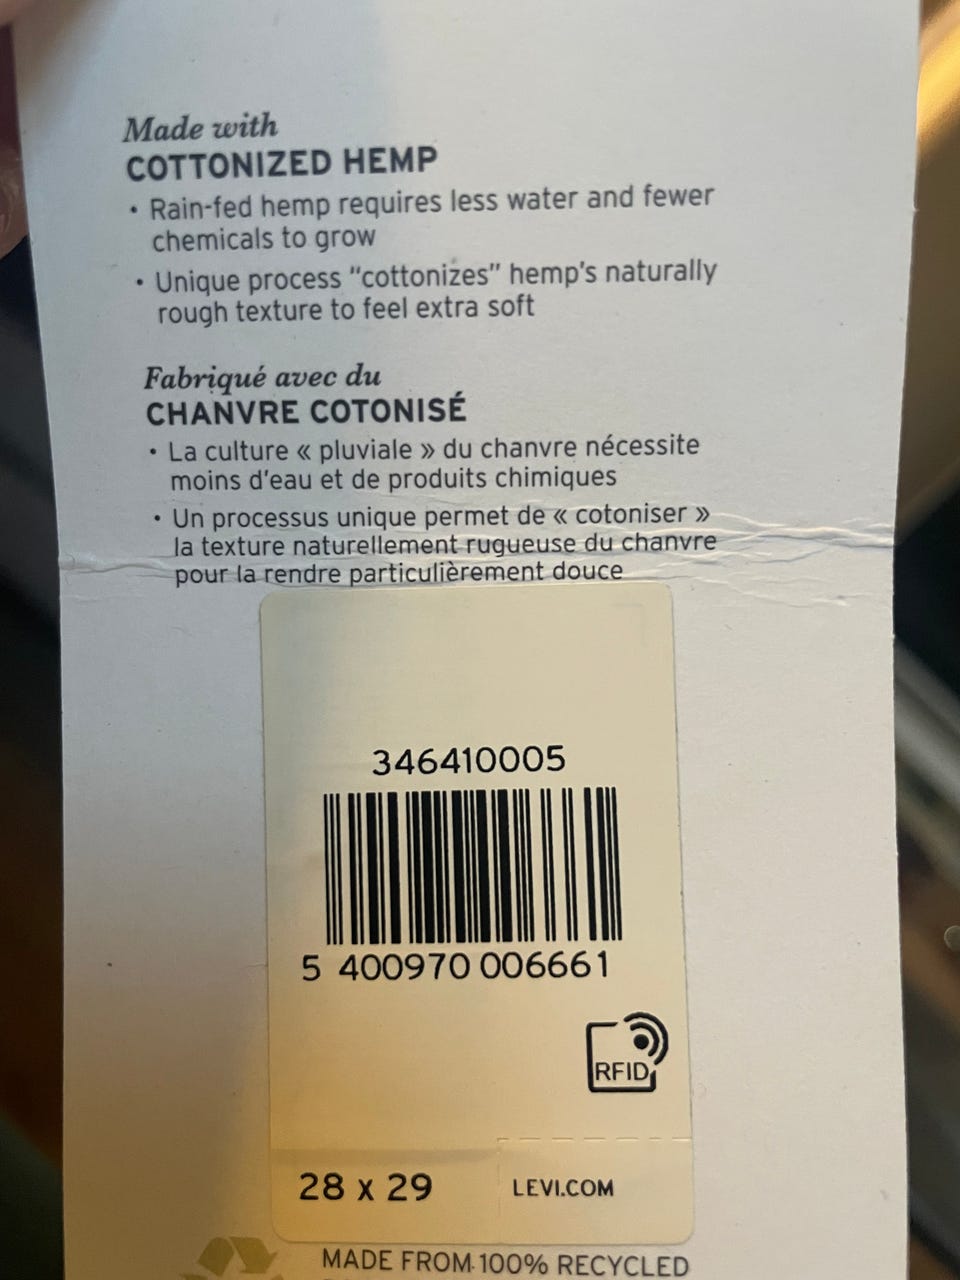 Made with
COTTONIZED HEMP
• Rain-fed hemp requires less water and fewer
chemicals to grow
• Unique process "cottonizes" hemp's naturally
rough texture to feel extra soft
Fabriqué avec du
CHANVRE COTONISÉ
• La culture « pluviale » du chanvre nécessite
moins d'eau et de produits chimiques
• Un processus unique permet de « cotoniser »
la texture naturellement rugueuse du chanvre
pour la rendre particulièrement douce
346410005
5 400970 006661
RFID
28 x 29
LEVI.COM
MADE FROM 100% RECYCLED